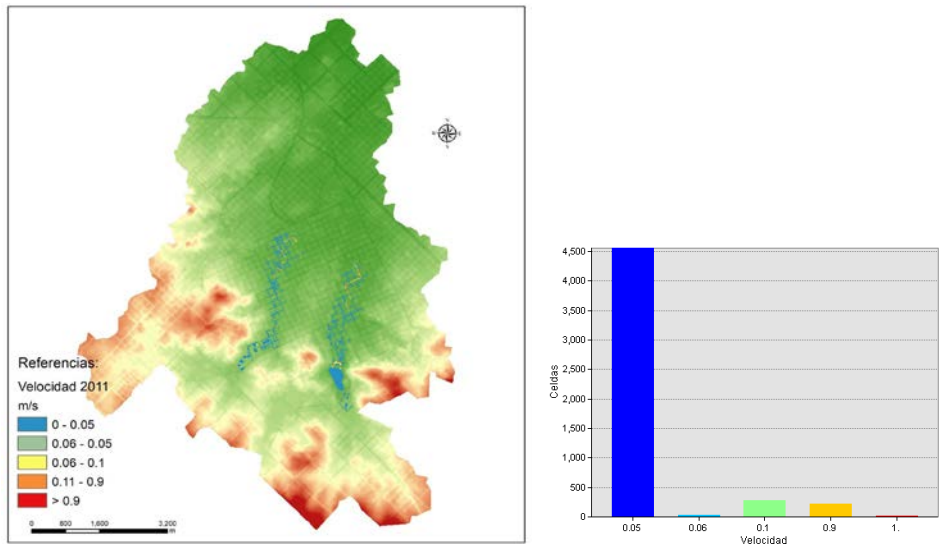 Referencias:
Velocidad 2011
m/s
0 - 0.05
0.06 - 0.05
0.06 - 0.1
0.11 - 0.9
> 0.9
0 800 1,600 3,200
m
4,500
4,000
3,500
3,000
2,500
2,000
1,500
1,000
500
0
Celdas
0.05 0.06 0.1 0.9 1.
Velocidad